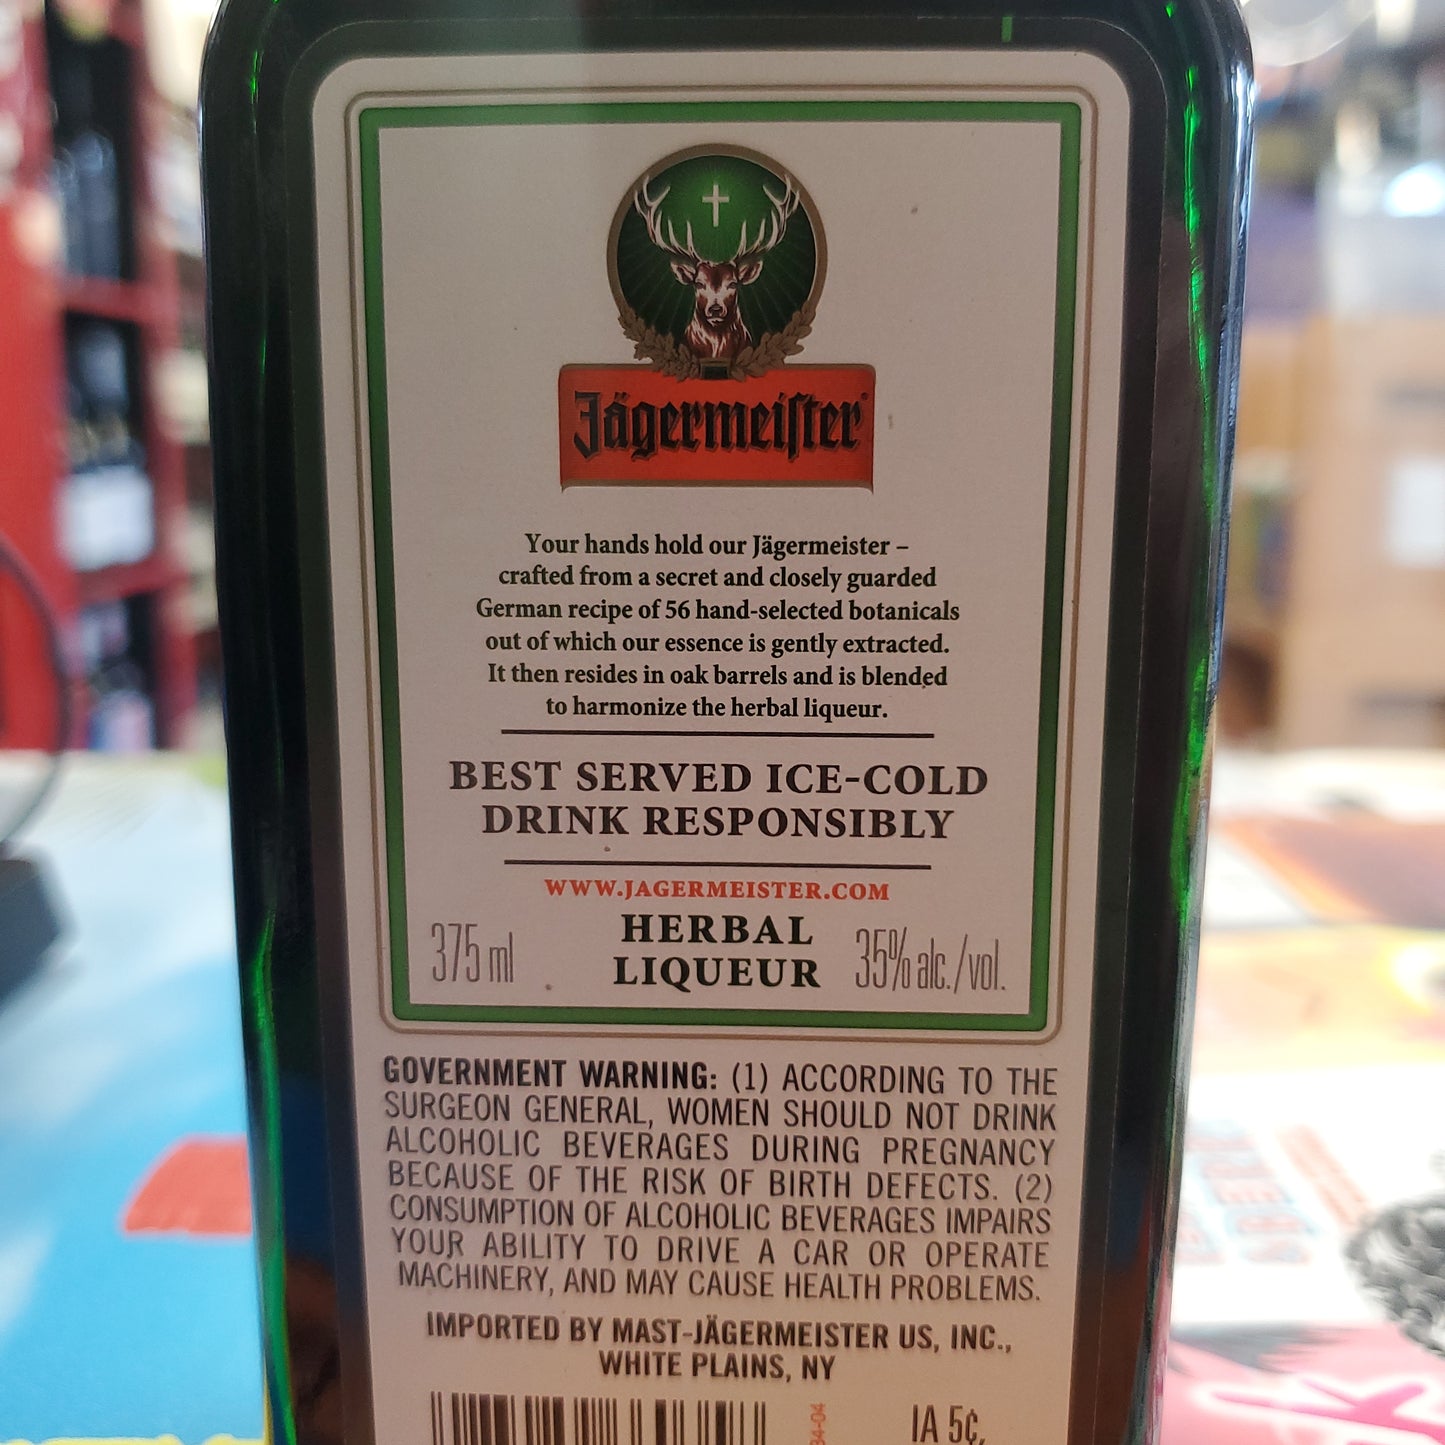 Jägermeiſter
Your hands hold our Jägermeister –
crafted from a secret and closely guarded
German recipe of 56 hand-selected botanicals
out of which our essence is gently extracted.
It then resides in oak barrels and is blended
to harmonize the herbal liqueur.
BEST SERVED ICE-COLD
DRINK RESPONSIBLY
WWW.JAGERMEISTER.COM
375 ml
HERBAL
LIQUEUR
35% alc./vol.
GOVERNMENT WARNING: (1) ACCORDING TO THE
SURGEON GENERAL, WOMEN SHOULD NOT DRINK
ALCOHOLIC BEVERAGES DURING PREGNANCY
BECAUSE OF THE RISK OF BIRTH DEFECTS. (2)
CONSUMPTION OF ALCOHOLIC BEVERAGES IMPAIRS
YOUR ABILITY TO DRIVE A CAR OR OPERATE
MACHINERY, AND MAY CAUSE HEALTH PROBLEMS.
IMPORTED BY MAST-JÄGERMEISTER US, INC.,
WHITE PLAINS, NY
IA 5¢,